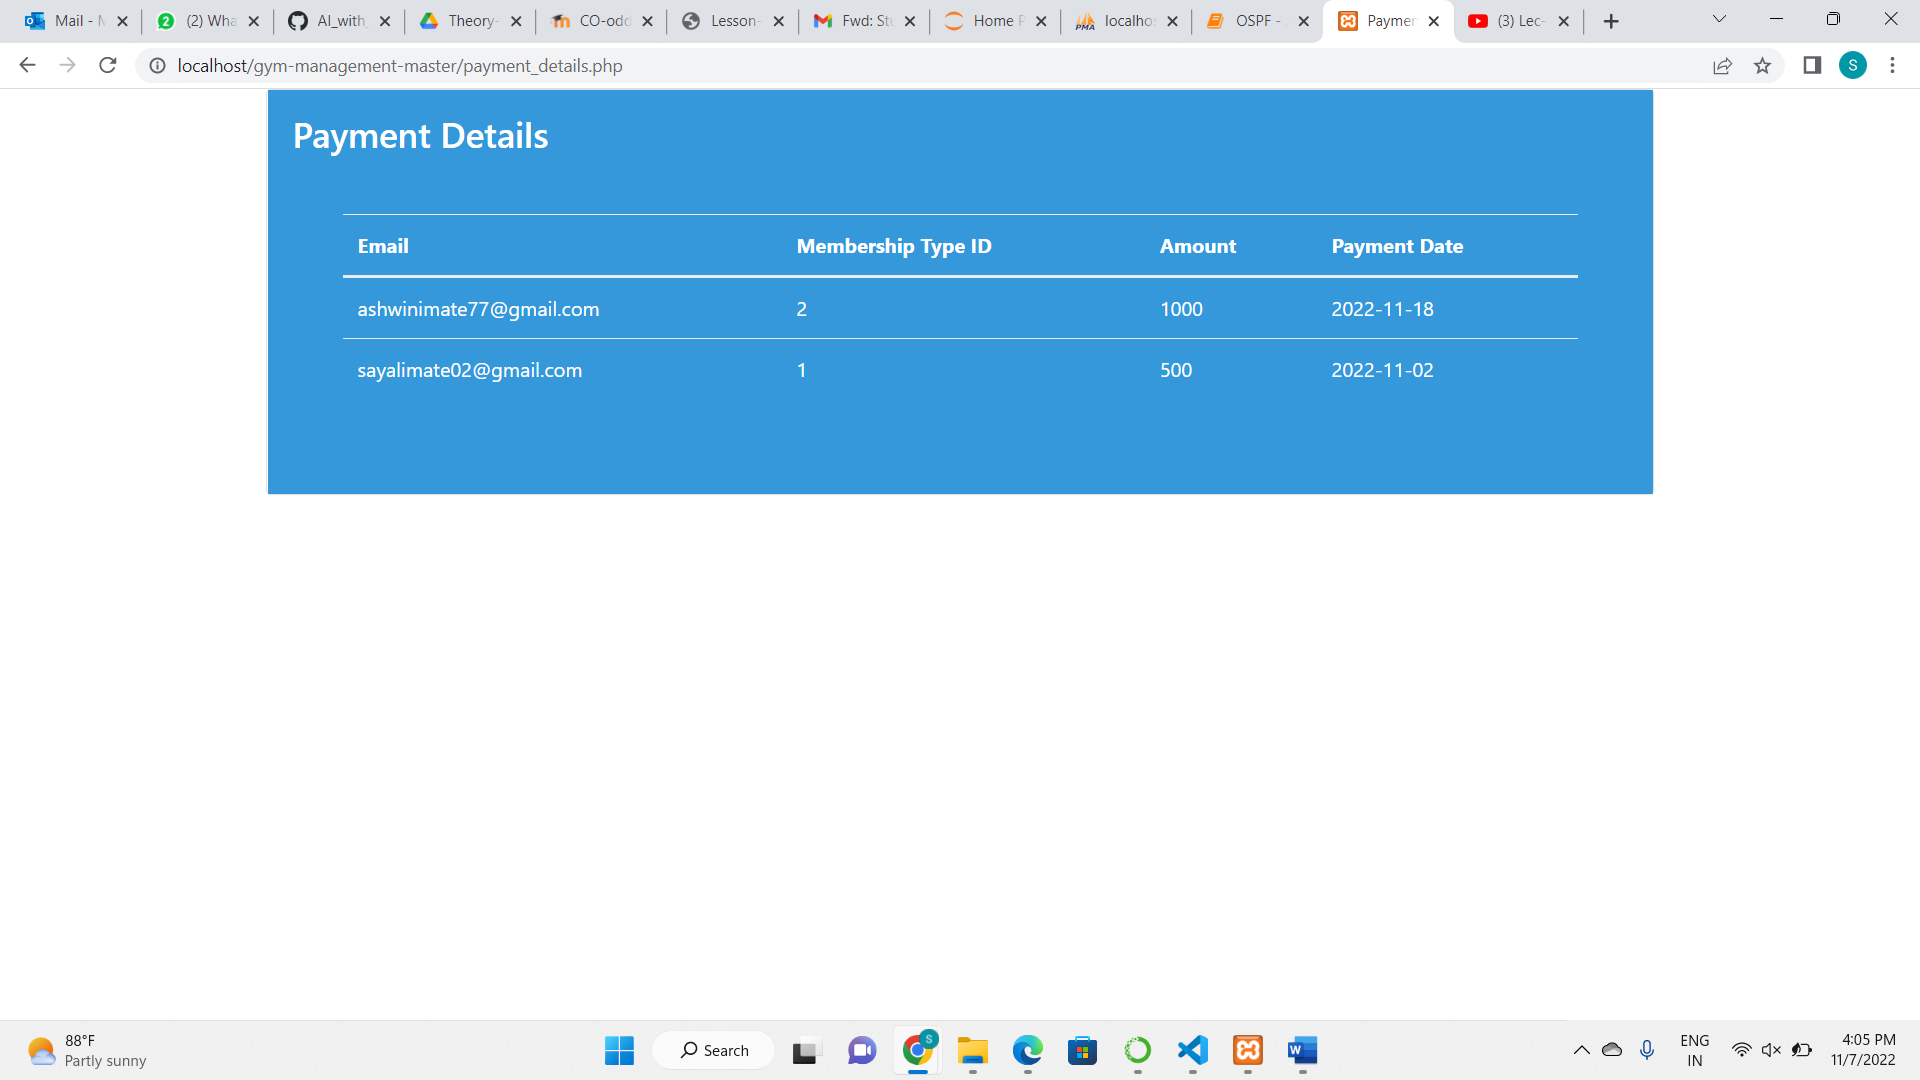 Mail - M (2) Wha AI_with_ Theory- CO-odd Lesson- Fwd: Stu Home P localhos OSPF - Paymen (3) Lec-
localhost/gym-management-master/payment_details.php S
Payment Details
Email Membership Type ID Amount Payment Date
ashwinimate77@gmail.com 2 1000 2022-11-18
sayalimate02@gmail.com 1 500 2022-11-02
88°F
Partly sunny
Search
ENG
IN
4:05 PM
11/7/2022